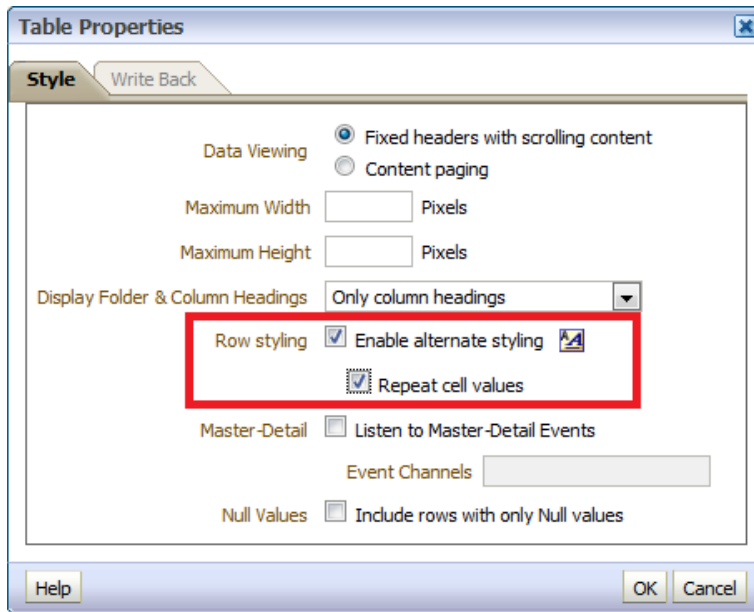 Table Properties
Style Write Back
Data Viewing Fixed headers with scrolling content
Content paging
Maximum Width Pixels
Maximum Height Pixels
Display Folder & Column Headings Only column headings
Row styling Enable alternate styling
Repeat cell values
Master-Detail Listen to Master-Detail Events
Event Channels
Null Values Include rows with only Null values
Help OK Cancel